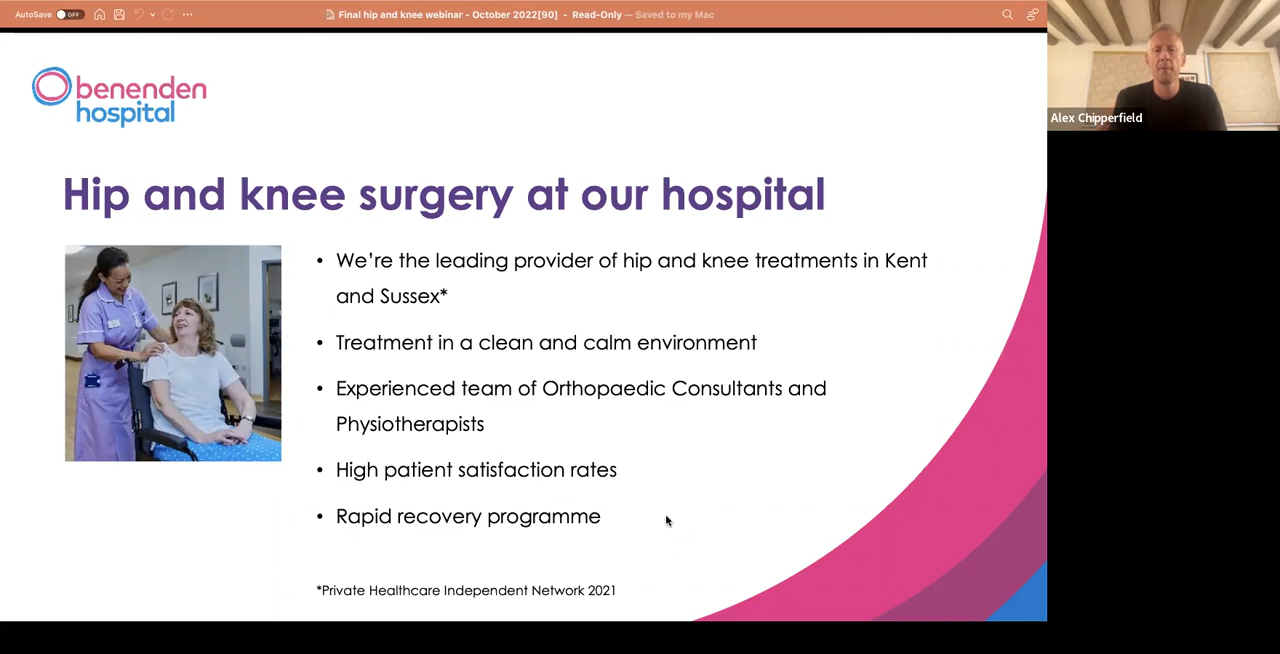 AutoSave OFF
Final hip and knee webinar - October 2022[90] - Read-Only — Saved to my Mac
Alex Chipperfield
benenden
hospital
Hip and knee surgery at our hospital
• We’re the leading provider of hip and knee treatments in Kent
and Sussex*
• Treatment in a clean and calm environment
• Experienced team of Orthopaedic Consultants and
Physiotherapists
• High patient satisfaction rates
• Rapid recovery programme
*Private Healthcare Independent Network 2021